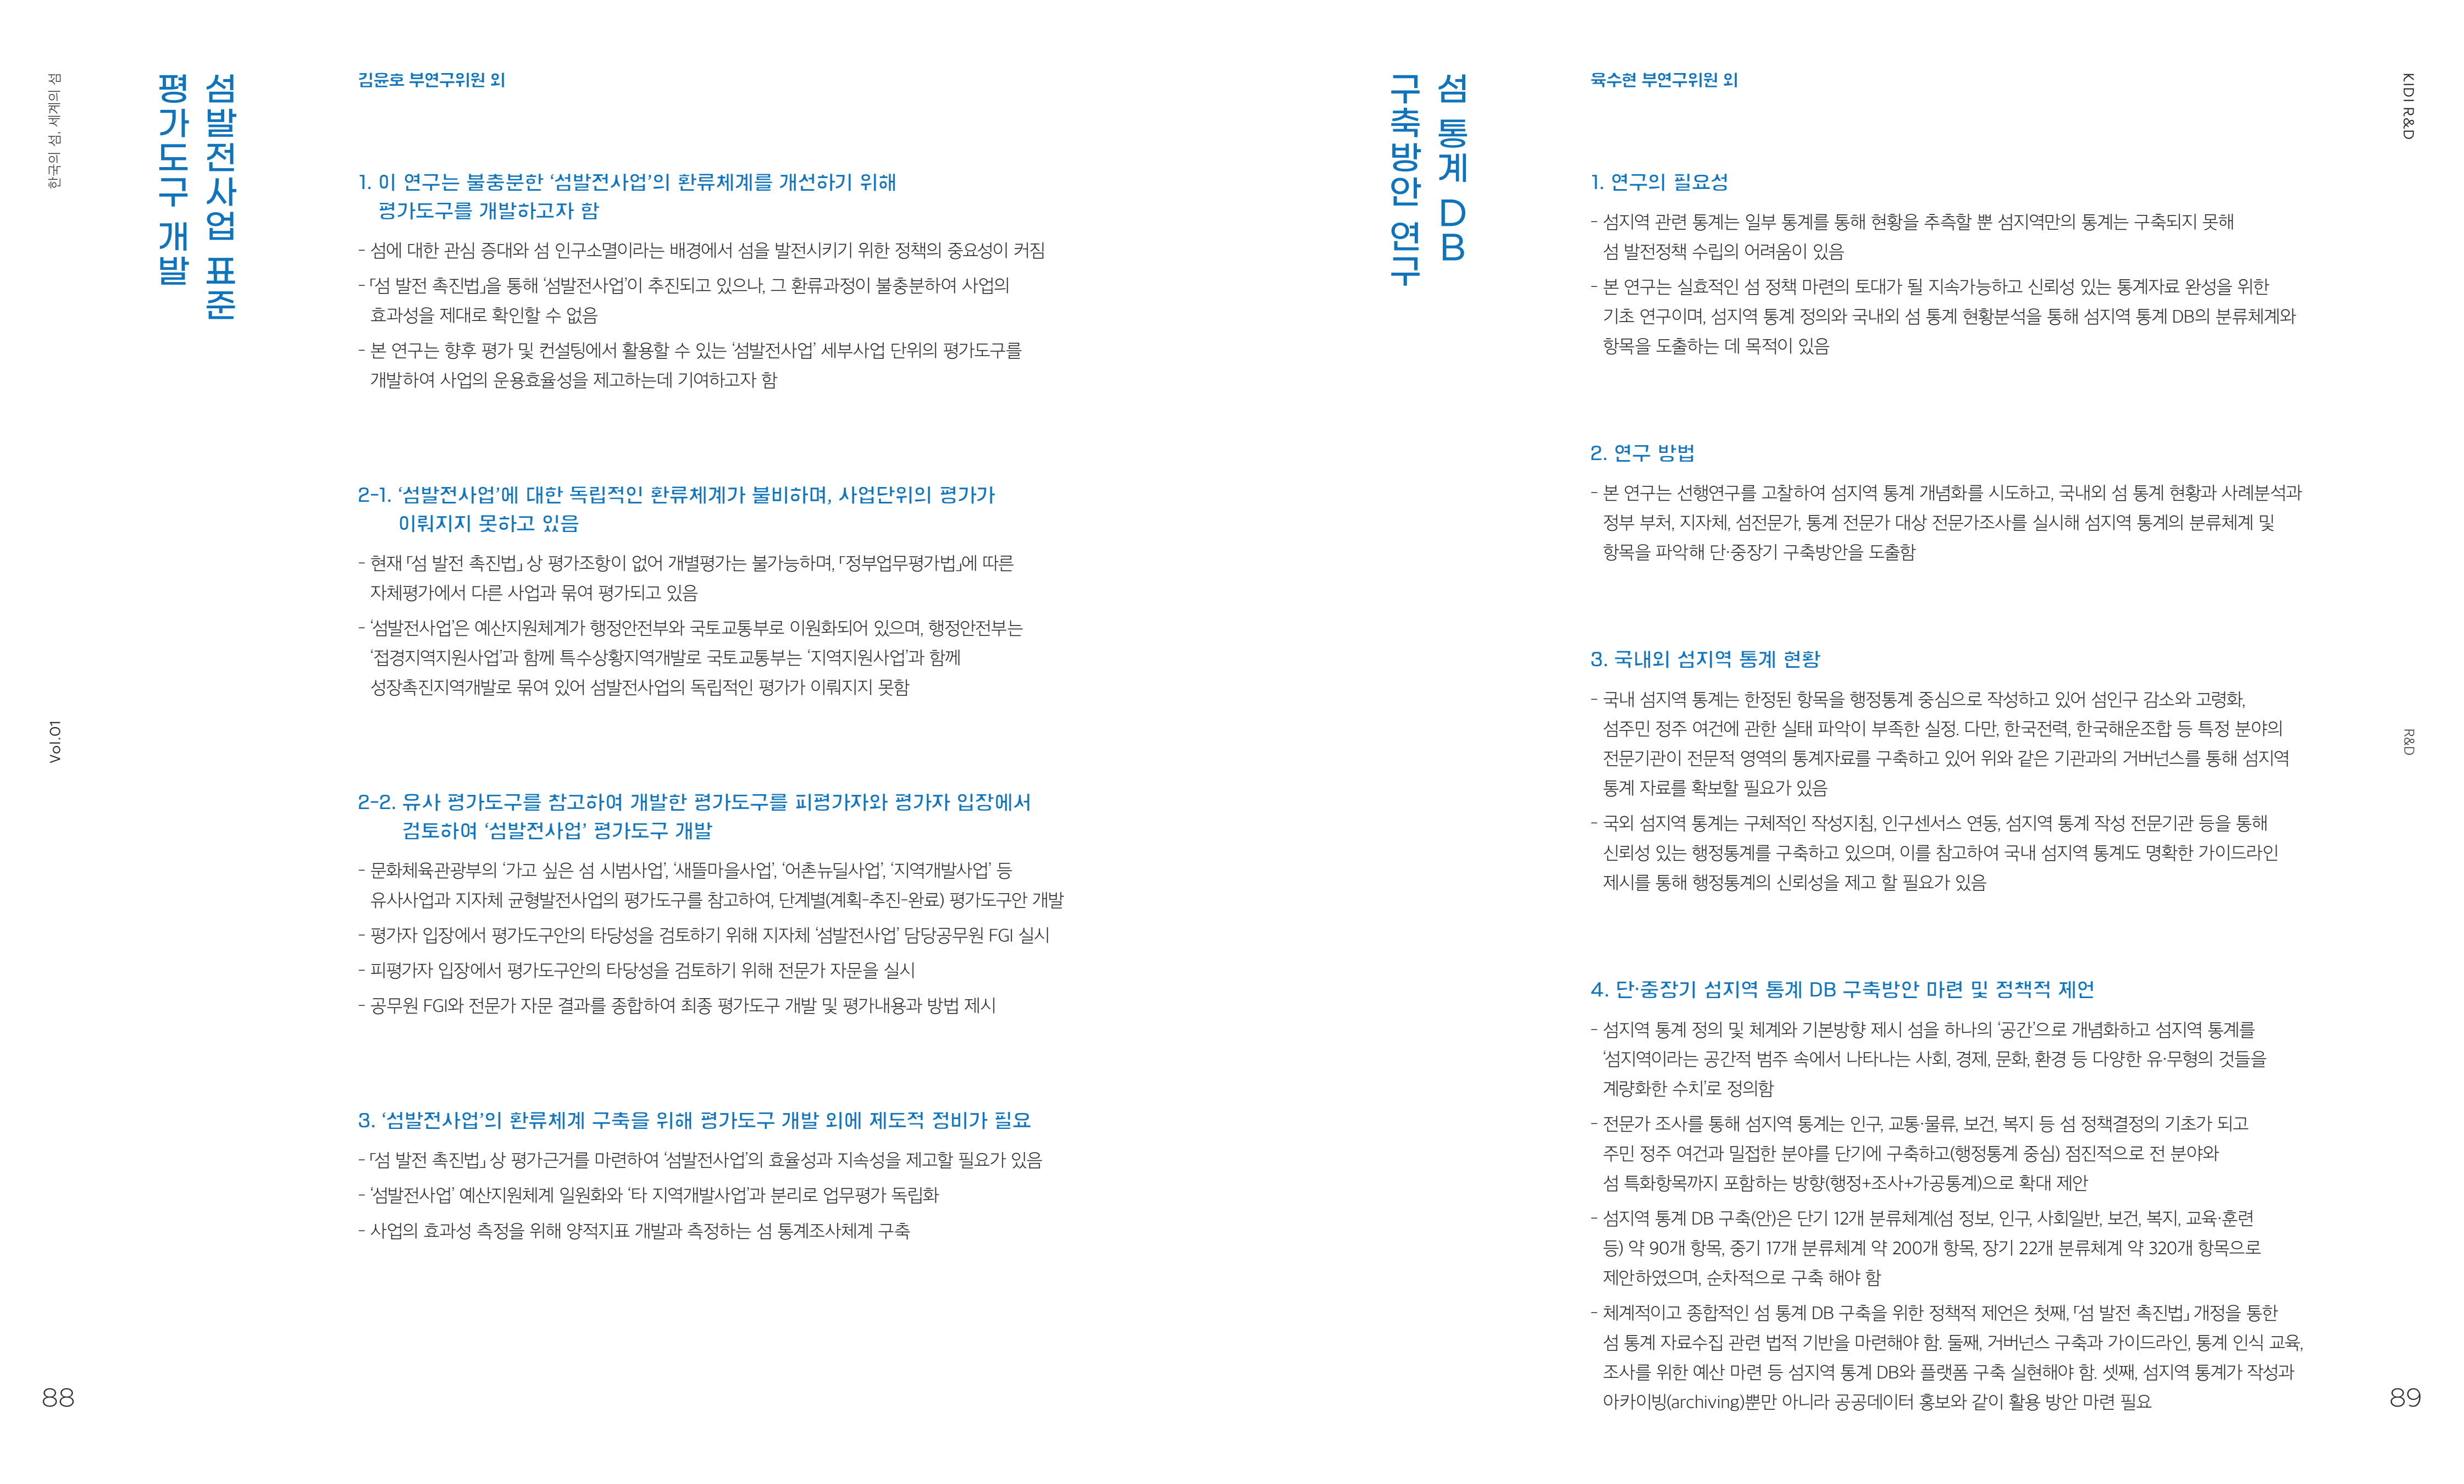 한국의 섬, 세계의 섬
Vol.01
88
섬발전사업 표준
평가도구 개발
김윤호 부연구위원 외
1. 이 연구는 불충분한 ‘섬발전사업’의 환류체계를 개선하기 위해
평가도구를 개발하고자 함
- 섬에 대한 관심 증대와 섬 인구소멸이라는 배경에서 섬을 발전시키기 위한 정책의 중요성이 커짐
- 「섬 발전 촉진법」을 통해 ‘섬발전사업’이 추진되고 있으나, 그 환류과정이 불충분하여 사업의
효과성을 제대로 확인할 수 없음
- 본 연구는 향후 평가 및 컨설팅에서 활용할 수 있는 ‘섬발전사업’ 세부사업 단위의 평가도구를
개발하여 사업의 운용효율성을 제고하는데 기여하고자 함
2-1. ‘섬발전사업’에 대한 독립적인 환류체계가 불비하며, 사업단위의 평가가
이뤄지지 못하고 있음
- 현재 「섬 발전 촉진법」 상 평가조항이 없어 개별평가는 불가능하며, 「정부업무평가법」에 따른
자체평가에서 다른 사업과 묶여 평가되고 있음
- ‘섬발전사업’은 예산지원체계가 행정안전부와 국토교통부로 이원화되어 있으며, 행정안전부는
‘접경지역지원사업’과 함께 특수상황지역개발로 국토교통부는 ‘지역지원사업’과 함께
성장촉진지역개발로 묶여 있어 섬발전사업의 독립적인 평가가 이뤄지지 못함
2-2. 유사 평가도구를 참고하여 개발한 평가도구를 피평가자와 평가자 입장에서
검토하여 ‘섬발전사업’ 평가도구 개발
- 문화체육관광부의 ‘가고 싶은 섬 시범사업’, ‘새뜰마을사업’, ‘어촌뉴딜사업’, ‘지역개발사업’ 등
유사사업과 지자체 균형발전사업의 평가도구를 참고하여, 단계별(계획-추진-완료) 평가도구안 개발
- 평가자 입장에서 평가도구안의 타당성을 검토하기 위해 지자체 ‘섬발전사업’ 담당공무원 FGI 실시
- 피평가자 입장에서 평가도구안의 타당성을 검토하기 위해 전문가 자문을 실시
- 공무원 FGI와 전문가 자문 결과를 종합하여 최종 평가도구 개발 및 평가내용과 방법 제시
3. ‘섬발전사업’의 환류체계 구축을 위해 평가도구 개발 외에 제도적 정비가 필요
- 「섬 발전 촉진법」 상 평가근거를 마련하여 ‘섬발전사업’의 효율성과 지속성을 제고할 필요가 있음
- ‘섬발전사업’ 예산지원체계 일원화와 ‘타 지역개발사업’과 분리로 업무평가 독립화
- 사업의 효과성 측정을 위해 양적지표 개발과 측정하는 섬 통계조사체계 구축
섬 통계 DB
구축방안 연구
육수현 부연구위원 외
1. 연구의 필요성
- 섬지역 관련 통계는 일부 통계를 통해 현황을 추측할 뿐 섬지역만의 통계는 구축되지 못해
섬 발전정책 수립의 어려움이 있음
- 본 연구는 실효적인 섬 정책 마련의 토대가 될 지속가능하고 신뢰성 있는 통계자료 완성을 위한
기초 연구이며, 섬지역 통계 정의와 국내외 섬 통계 현황분석을 통해 섬지역 통계 DB의 분류체계와
항목을 도출하는 데 목적이 있음
2. 연구 방법
- 본 연구는 선행연구를 고찰하여 섬지역 통계 개념화를 시도하고, 국내외 섬 통계 현황과 사례분석과
정부 부처, 지자체, 섬전문가, 통계 전문가 대상 전문가조사를 실시해 섬지역 통계의 분류체계 및
항목을 파악해 단·중장기 구축방안을 도출함
3. 국내외 섬지역 통계 현황
- 국내 섬지역 통계는 한정된 항목을 행정통계 중심으로 작성하고 있어 섬인구 감소와 고령화,
섬주민 정주 여건에 관한 실태 파악이 부족한 실정. 다만, 한국전력, 한국해운조합 등 특정 분야의
전문기관이 전문적 영역의 통계자료를 구축하고 있어 위와 같은 기관과의 거버넌스를 통해 섬지역
통계 자료를 확보할 필요가 있음
- 국외 섬지역 통계는 구체적인 작성지침, 인구센서스 연동, 섬지역 통계 작성 전문기관 등을 통해
신뢰성 있는 행정통계를 구축하고 있으며, 이를 참고하여 국내 섬지역 통계도 명확한 가이드라인
제시를 통해 행정통계의 신뢰성을 제고 할 필요가 있음
4. 단·중장기 섬지역 통계 DB 구축방안 마련 및 정책적 제언
- 섬지역 통계 정의 및 체계와 기본방향 제시 섬을 하나의 ‘공간’으로 개념화하고 섬지역 통계를
‘섬지역이라는 공간적 범주 속에서 나타나는 사회, 경제, 문화, 환경 등 다양한 유·무형의 것들을
계량화한 수치’로 정의함
- 전문가 조사를 통해 섬지역 통계는 인구, 교통·물류, 보건, 복지 등 섬 정책결정의 기초가 되고
주민 정주 여건과 밀접한 분야를 단기에 구축하고(행정통계 중심) 점진적으로 전 분야와
섬 특화항목까지 포함하는 방향(행정+조사+가공통계)으로 확대 제안
- 섬지역 통계 DB 구축(안)은 단기 12개 분류체계(섬 정보, 인구, 사회일반, 보건, 복지, 교육·훈련
등) 약 90개 항목, 중기 17개 분류체계 약 200개 항목, 장기 22개 분류체계 약 320개 항목으로
제안하였으며, 순차적으로 구축 해야 함
- 체계적이고 종합적인 섬 통계 DB 구축을 위한 정책적 제언은 첫째, 「섬 발전 촉진법」 개정을 통한
섬 통계 자료수집 관련 법적 기반을 마련해야 함. 둘째, 거버넌스 구축과 가이드라인, 통계 인식 교육,
조사를 위한 예산 마련 등 섬지역 통계 DB와 플랫폼 구축 실현해야 함. 셋째, 섬지역 통계가 작성과
아카이빙(archiving)뿐만 아니라 공공데이터 홍보와 같이 활용 방안 마련 필요
KIDI R&D
R&D
89